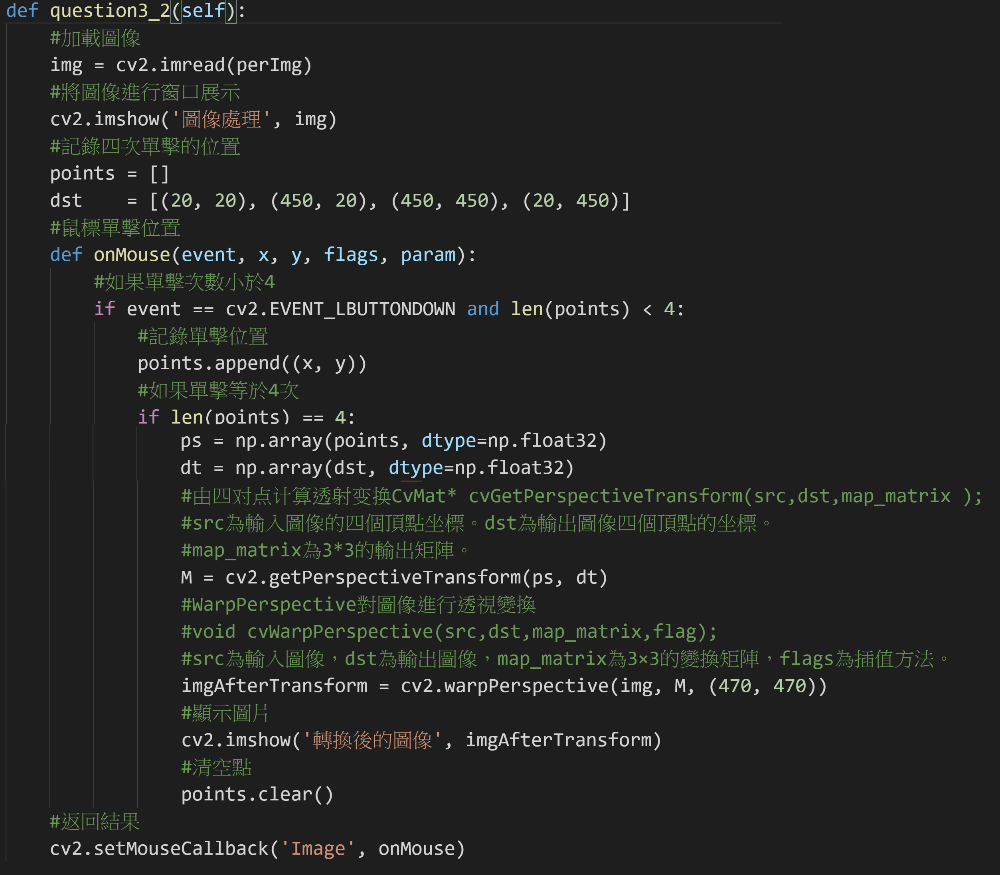 def question3_2(self):
#加載圖像
img = cv2.imread(perImg)
#將圖像進行窗口展示
cv2.imshow('圖像處理', img)
#記錄四次單擊的位置
points = []
dst    = [(20, 20), (450, 20), (450, 450), (20, 450)]
#鼠標單擊位置
def onMouse(event, x, y, flags, param):
#如果單擊次數小於4
if event == cv2.EVENT_LBUTTONDOWN and len(points) < 4:
#記錄單擊位置
points.append((x, y))
#如果單擊等於4次
if len(points) == 4:
ps = np.array(points, dtype=np.float32)
dt = np.array(dst, dtype=np.float32)
#由四对点计算透射变换CvMat* cvGetPerspectiveTransform(src,dst,map_matrix );
#src為輸入圖像的四個頂點坐標。dst為輸出圖像四個頂點的坐標。
#map_matrix為3*3的輸出矩陣。
M = cv2.getPerspectiveTransform(ps, dt)
#WarpPerspective對圖像進行透視變換
#void cvWarpPerspective(src,dst,map_matrix,flag);
#src為輸入圖像，dst為輸出圖像，map_matrix為3×3的變換矩陣，flags為插值方法。
imgAfterTransform = cv2.warpPerspective(img, M, (470, 470))
#顯示圖片
cv2.imshow('轉換後的圖像', imgAfterTransform)
#清空點
points.clear()
#返回結果
cv2.setMouseCallback('Image', onMouse)